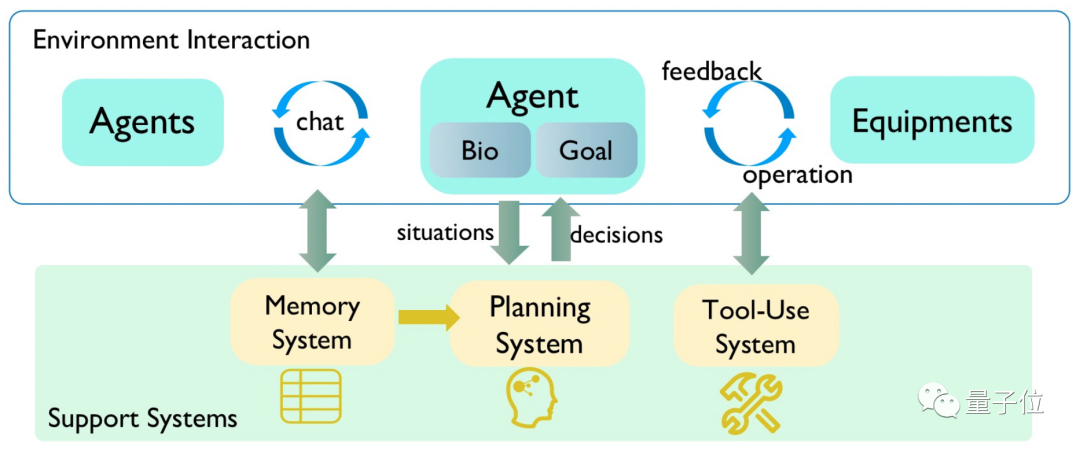 Environment Interaction
Agents
chat
Agent
Bio
Goal
feedback
operation
Equipments
situations
decisions
Memory
System
Planning
System
Tool-Use
System
Support Systems
量子位